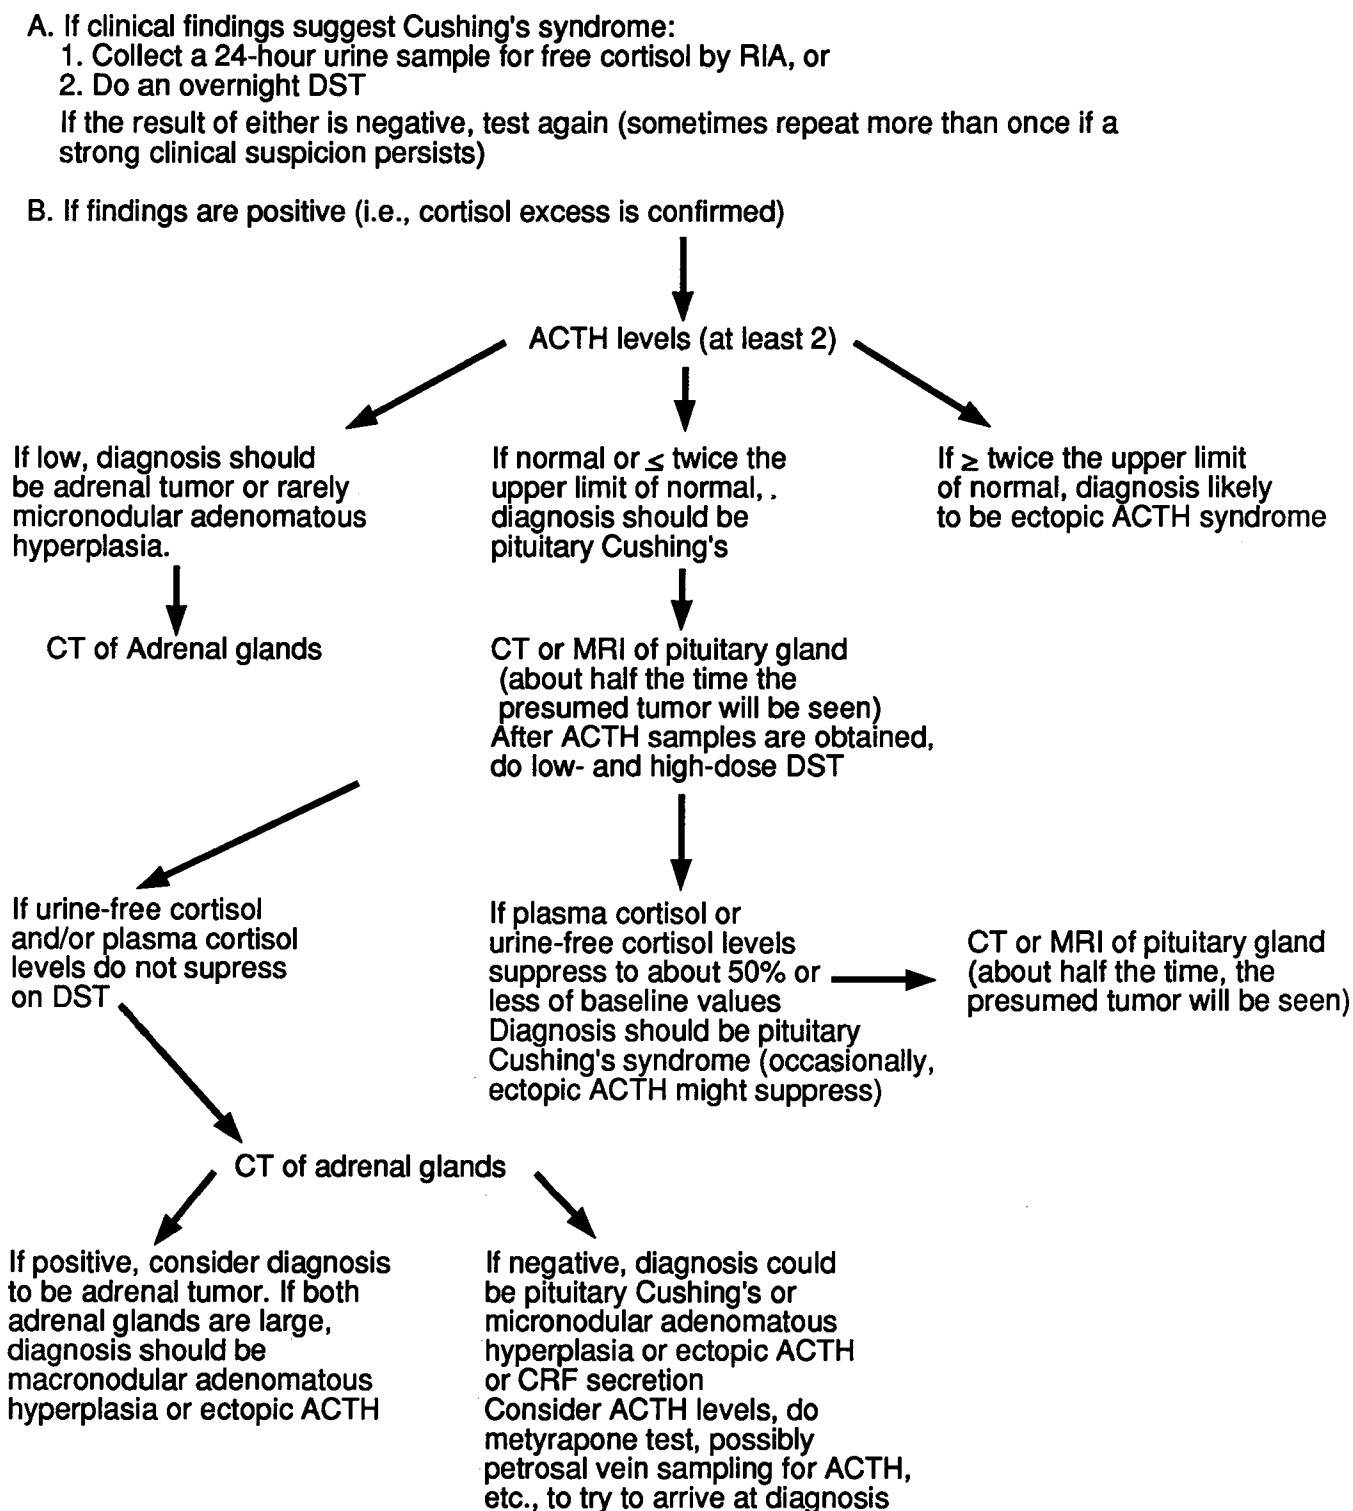 A. If clinical findings suggest Cushing's syndrome:
1. Collect a 24-hour urine sample for free cortisol by RIA, or
2. Do an overnight DST
If the result of either is negative, test again (sometimes repeat more than once if a
strong clinical suspicion persists)
B. If findings are positive (i.e., cortisol excess is confirmed)
ACTH levels (at least 2)
If low, diagnosis should
be adrenal tumor or rarely
micronodular adenomatous
hyperplasia.
If normal or ≤ twice the
upper limit of normal, .
diagnosis should be
pituitary Cushing's
If ≥ twice the upper limit
of normal, diagnosis likely
to be ectopic ACTH syndrome
CT of Adrenal glands
CT or MRI of pituitary gland
(about half the time the
presumed tumor will be seen)
After ACTH samples are obtained,
do low- and high-dose DST
If urine-free cortisol
and/or plasma cortisol
levels do not supress
on DST
If plasma cortisol or
urine-free cortisol levels
suppress to about 50% or
less of baseline values
Diagnosis should be pituitary
Cushing's syndrome (occasionally,
ectopic ACTH might suppress)
CT or MRI of pituitary gland
(about half the time, the
presumed tumor will be seen)
CT of adrenal glands
If positive, consider diagnosis
to be adrenal tumor. If both
adrenal glands are large,
diagnosis should be
macronodular adenomatous
hyperplasia or ectopic ACTH
If negative, diagnosis could
be pituitary Cushing's or
micronodular adenomatous
hyperplasia or ectopic ACTH
or CRF secretion
Consider ACTH levels, do
metyrapone test, possibly
petrosal vein sampling for ACTH,
etc., to try to arrive at diagnosis